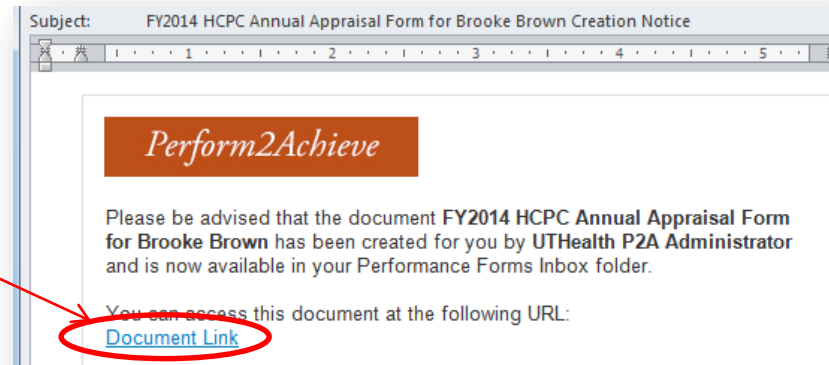 Subject: FY2014 HCPC Annual Appraisal Form for Brooke Brown Creation Notice
1 2 3 4 5
Perform2Achieve
Please be advised that the document FY2014 HCPC Annual Appraisal Form
for Brooke Brown has been created for you by UTHealth P2A Administrator
and is now available in your Performance Forms Inbox folder.
You can access this document at the following URL:
Document Link